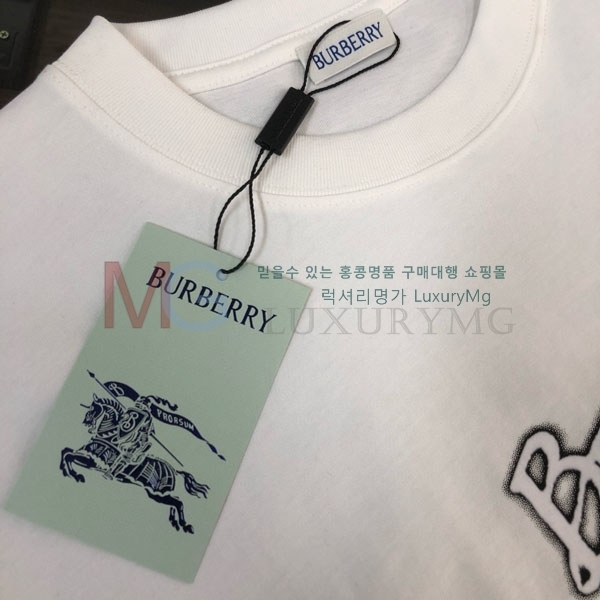 BURBERRY
믿을수 있는 홍콩명품 구매대행 쇼핑몰
럭셔리명가 LuxuryMg
MG LUXURYMG
BURBERRY
PRORSUM
B